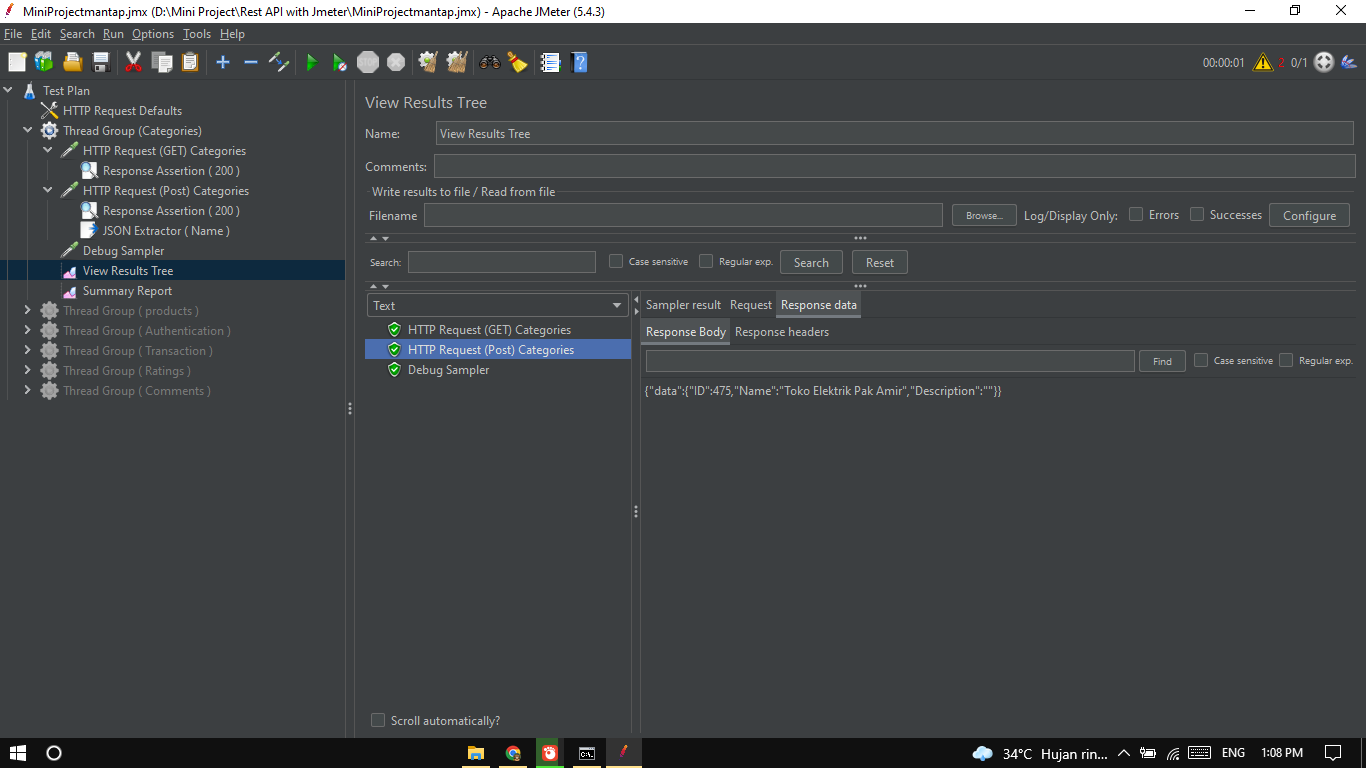 MiniProjectmantap.jmx (D:\Mini Project\Rest API with Jmeter\MiniProjectmantap.jmx) - Apache JMeter (5.4.3)
File Edit Search Run Options Tools Help
STOP 00:00:01 2 0/1
Test Plan
HTTP Request Defaults
Thread Group (Categories)
HTTP Request (GET) Categories
Response Assertion ( 200 )
HTTP Request (Post) Categories
Response Assertion ( 200 )
JSON Extractor ( Name )
Debug Sampler
View Results Tree
Summary Report
Thread Group ( products )
Thread Group ( Authentication )
Thread Group ( Transaction )
Thread Group ( Ratings )
Thread Group ( Comments )
View Results Tree
Name: View Results Tree
Comments:
Write results to file / Read from file
Filename Browse... Log/Display Only: Errors Successes Configure
Search: Case sensitive Regular exp. Search Reset
Text
HTTP Request (GET) Categories
HTTP Request (Post) Categories
Debug Sampler
Scroll automatically?
Sampler result Request Response data
Response Body Response headers
Find Case sensitive Regular exp.
{"data":{"ID":475,"Name":"Toko Elektrik Pak Amir","Description":""}}
34°C Hujan rin... ENG 1:08 PM